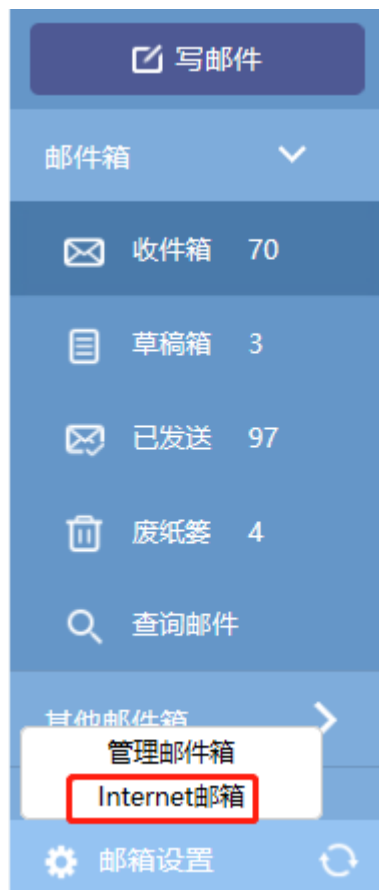 写邮件
邮件箱
收件箱 70
草稿箱 3
已发送 97
废纸篓 4
查询邮件
其他邮件箱
管理邮件箱
Internet邮箱
邮箱设置